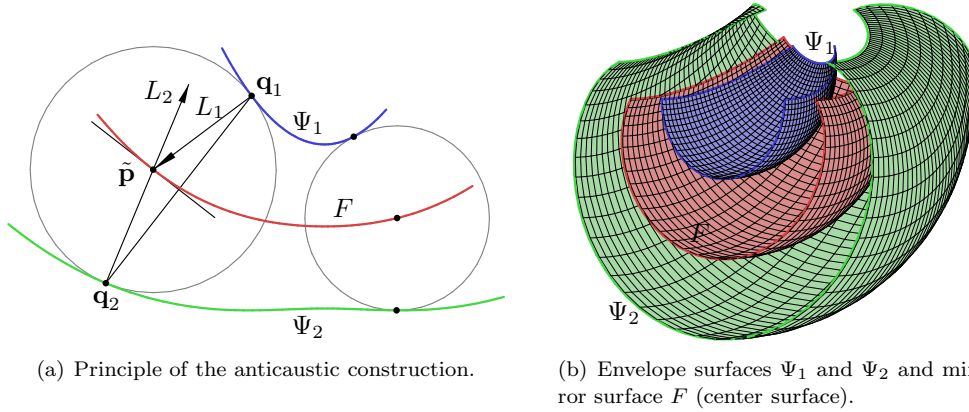 L₂
L₁
q₁
Ψ₁
p̃
F
q₂
Ψ₂
Ψ₁
F
Ψ₂
(a) Principle of the anticaustic construction.
(b) Envelope surfaces Ψ₁ and Ψ₂ and mi
ror surface F (center surface).